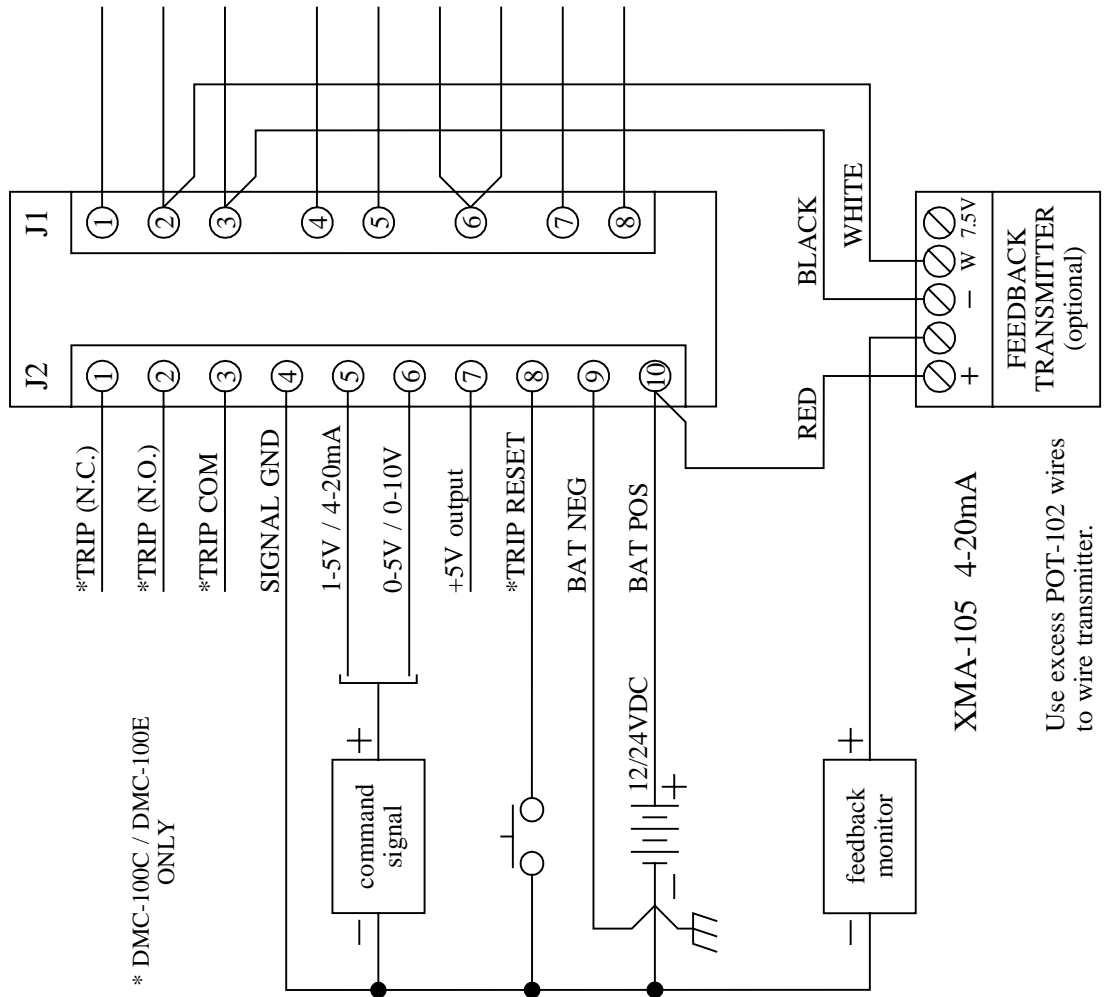 J1
1
2
3
4
5
6
7
8
J2
1
2
3
4
5
6
7
8
9
10
*TRIP (N.C.)
*TRIP (N.O.)
*TRIP COM
SIGNAL GND
1-5V / 4-20mA
0-5V / 0-10V
+5V output
*TRIP RESET
BAT NEG
BAT POS
RED
BLACK
WHITE
+
−
W
7.5V
FEEDBACK
TRANSMITTER
(optional)
* DMC-100C / DMC-100E
ONLY
+
command
signal
−
12/24VDC
+
−
+
feedback
monitor
−
XMA-105 4-20mA
Use excess POT-102 wires
to wire transmitter.